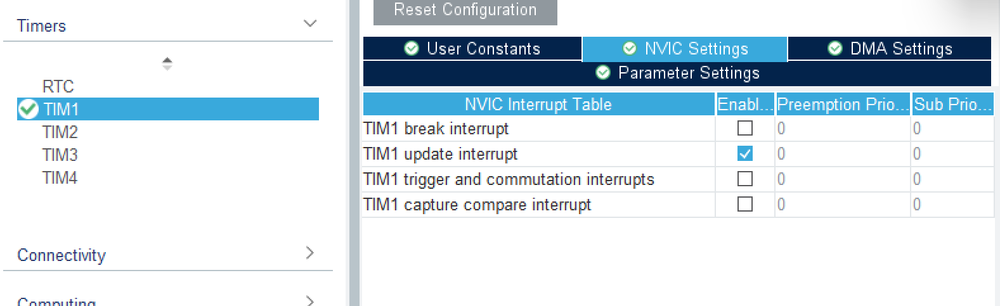 Timers
RTC
TIM1
TIM2
TIM3
TIM4
Connectivity
Computing
Reset Configuration
User Constants
NVIC Settings
DMA Settings
Parameter Settings
NVIC Interrupt Table Enabl... Preemption Prio... Sub Prio...
TIM1 break interrupt 0 0
TIM1 update interrupt 0 0
TIM1 trigger and commutation interrupts 0 0
TIM1 capture compare interrupt 0 0